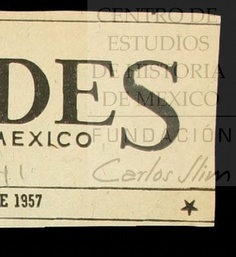 CENTRO DE
ESTUDIOS
DE HISTORIA
DE MEXICO
FUNDACIÓN
Carlos Slim
DES
MEXICO
E 1957